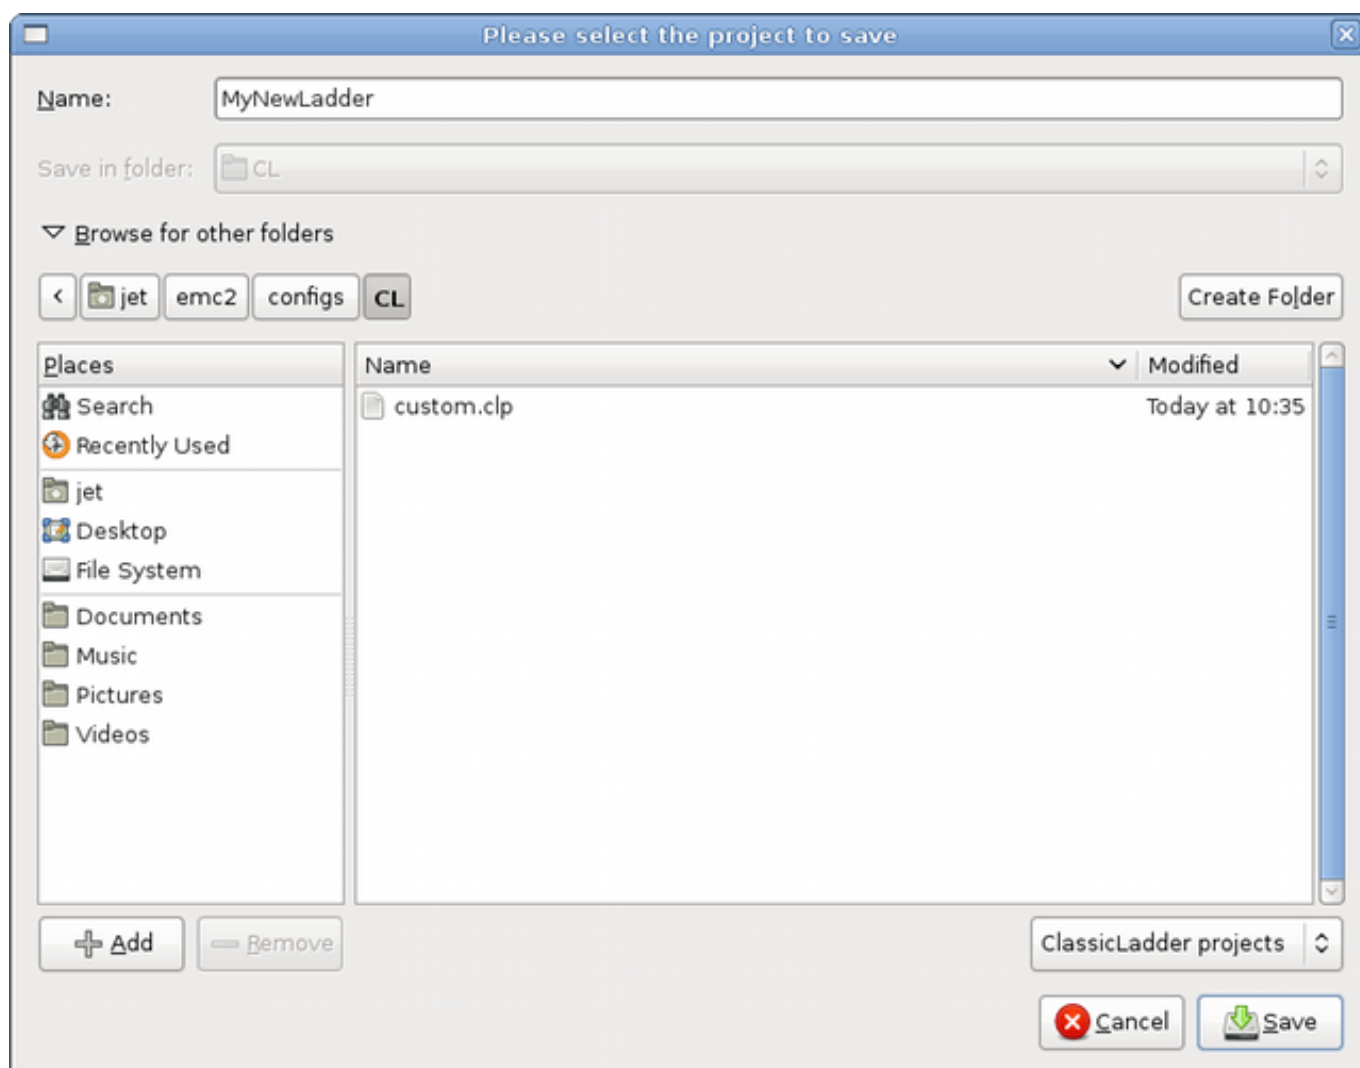 Please select the project to save
Name: MyNewLadder
Save in folder: CL
Browse for other folders
jet emc2 configs CL Create Folder
Places Name Modified
Search custom.clp Today at 10:35
Recently Used
jet
Desktop
File System
Documents
Music
Pictures
Videos
Add Remove ClassicLadder projects
Cancel Save